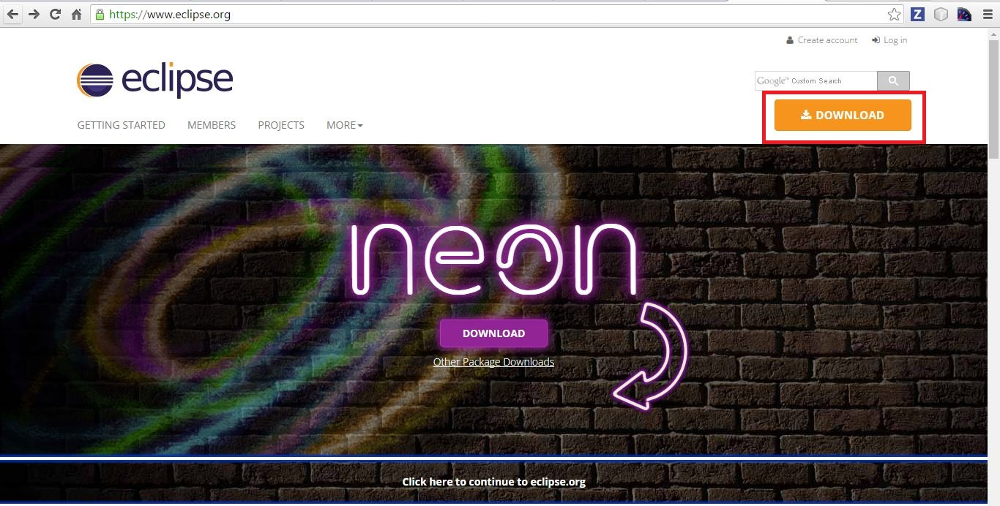 https://www.eclipse.org
Z
Create account
Log in
eclipse
Google™ Custom Search
DOWNLOAD
GETTING STARTED
MEMBERS
PROJECTS
MORE
neon
DOWNLOAD
Other Package Downloads
Click here to continue to eclipse.org